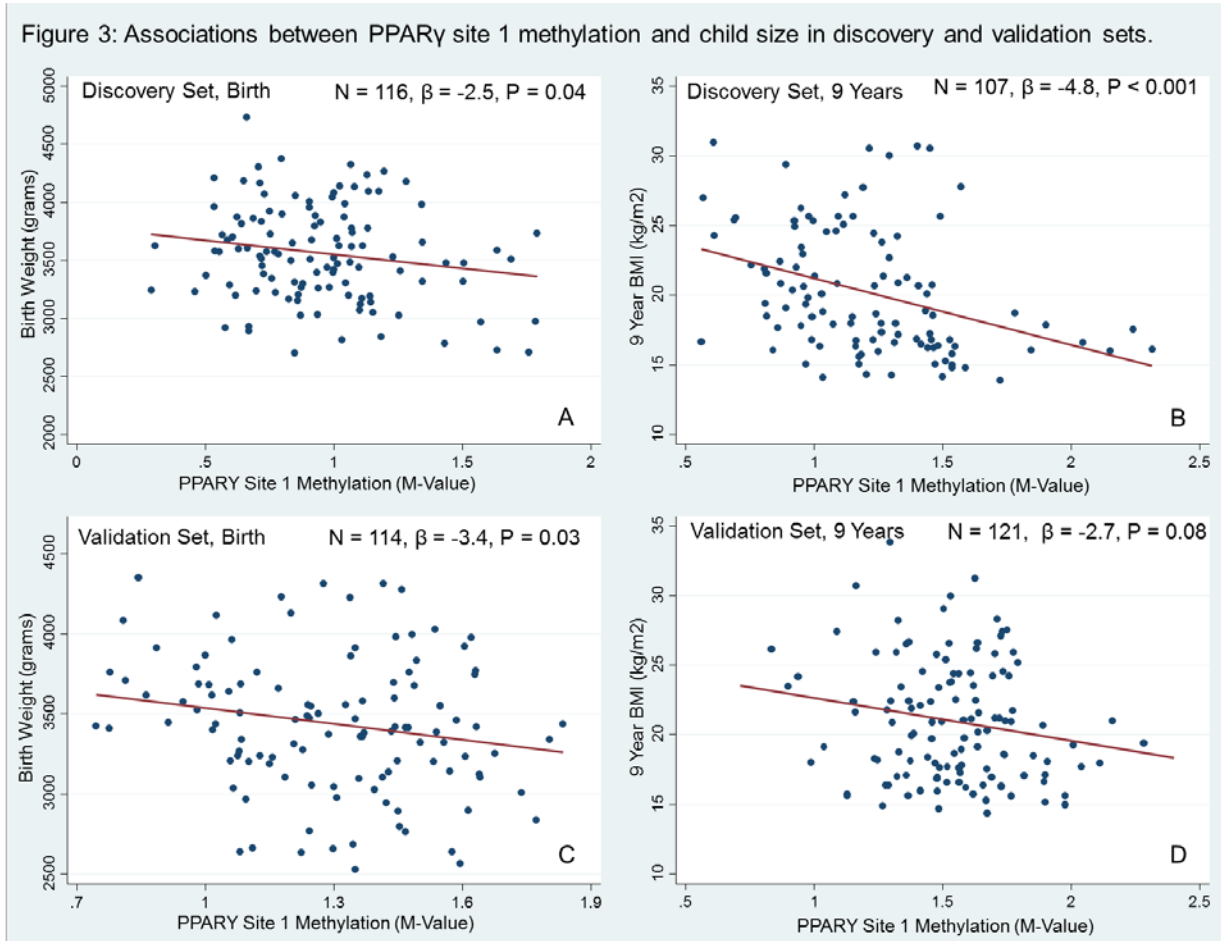 Figure 3: Associations between PPARγ site 1 methylation and child size in discovery and validation sets.
Discovery Set, Birth
N = 116, β = -2.5, P = 0.04
Birth Weight (grams)
5000
4500
4000
3500
3000
2500
2000
A
0
.5
1
1.5
2
PPARY Site 1 Methylation (M-Value)
Discovery Set, 9 Years
N = 107, β = -4.8, P < 0.001
9 Year BMI (kg/m2)
35
30
25
20
15
10
B
.5
1
1.5
2
2.5
PPARY Site 1 Methylation (M-Value)
Validation Set, Birth
N = 114, β = -3.4, P = 0.03
Birth Weight (grams)
4500
4000
3500
3000
2500
C
.7
1
1.3
1.6
1.9
PPARY Site 1 Methylation (M-Value)
Validation Set, 9 Years
N = 121, β = -2.7, P = 0.08
9 Year BMI (kg/m2)
35
30
25
20
15
10
D
.5
1
1.5
2
2.5
PPARY Site 1 Methylation (M-Value)